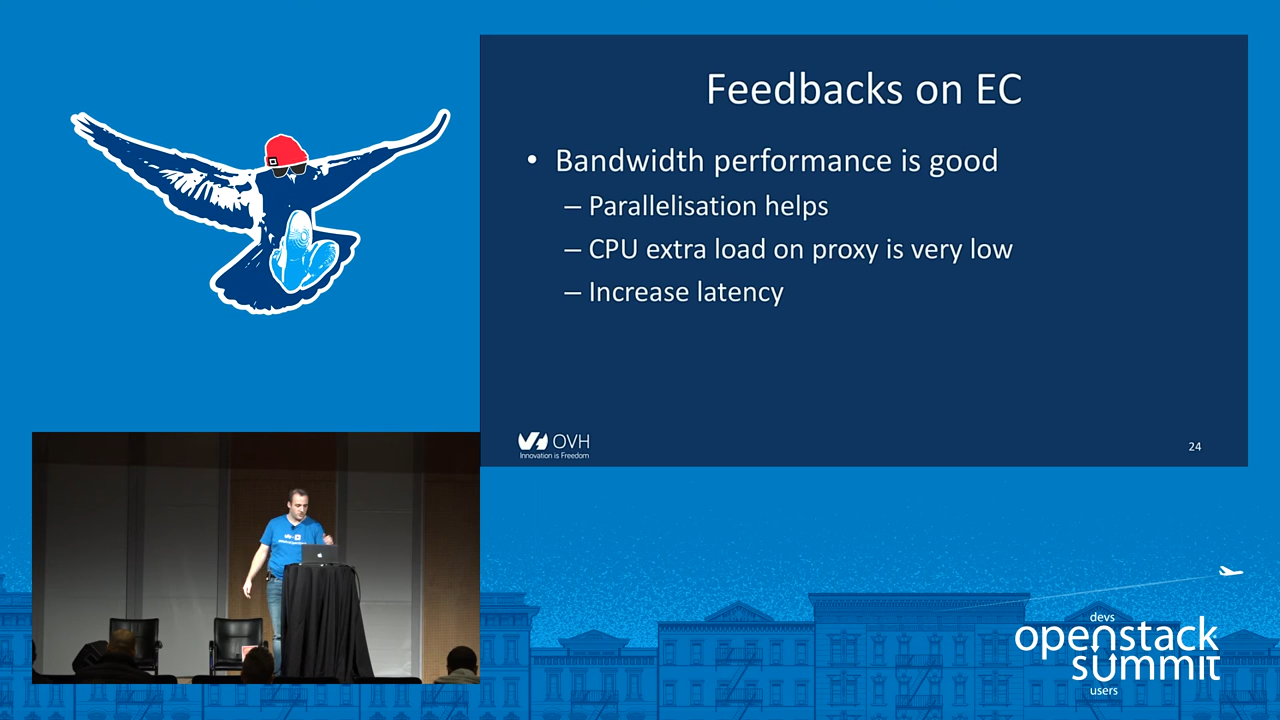 Feedbacks on EC
• Bandwidth performance is good
– Parallelisation helps
– CPU extra load on proxy is very low
– Increase latency
OVH
Innovation is Freedom
24
devs
openstack
summit
users